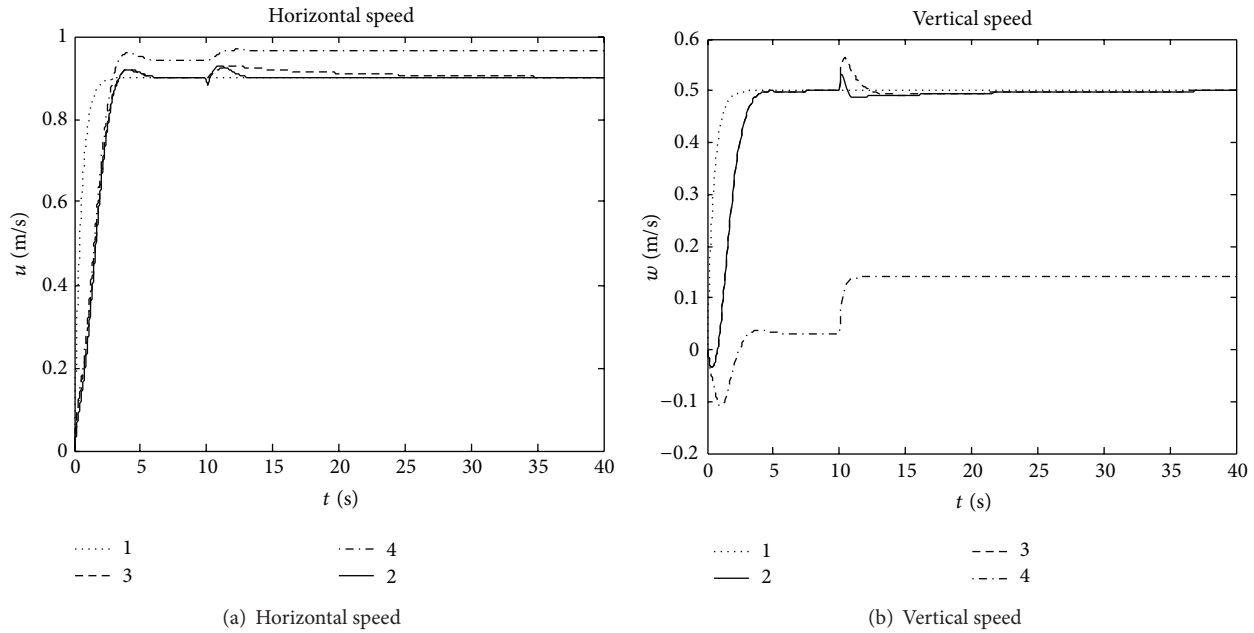 Horizontal speed
1
0.8
0.6
0.4
0.2
0
u (m/s)
0 5 10 15 20 25 30 35 40
t (s)
1 4
3 2
(a) Horizontal speed
Vertical speed
0.6
0.5
0.4
0.3
0.2
0.1
0
−0.1
−0.2
w (m/s)
0 5 10 15 20 25 30 35 40
t (s)
1 3
2 4
(b) Vertical speed